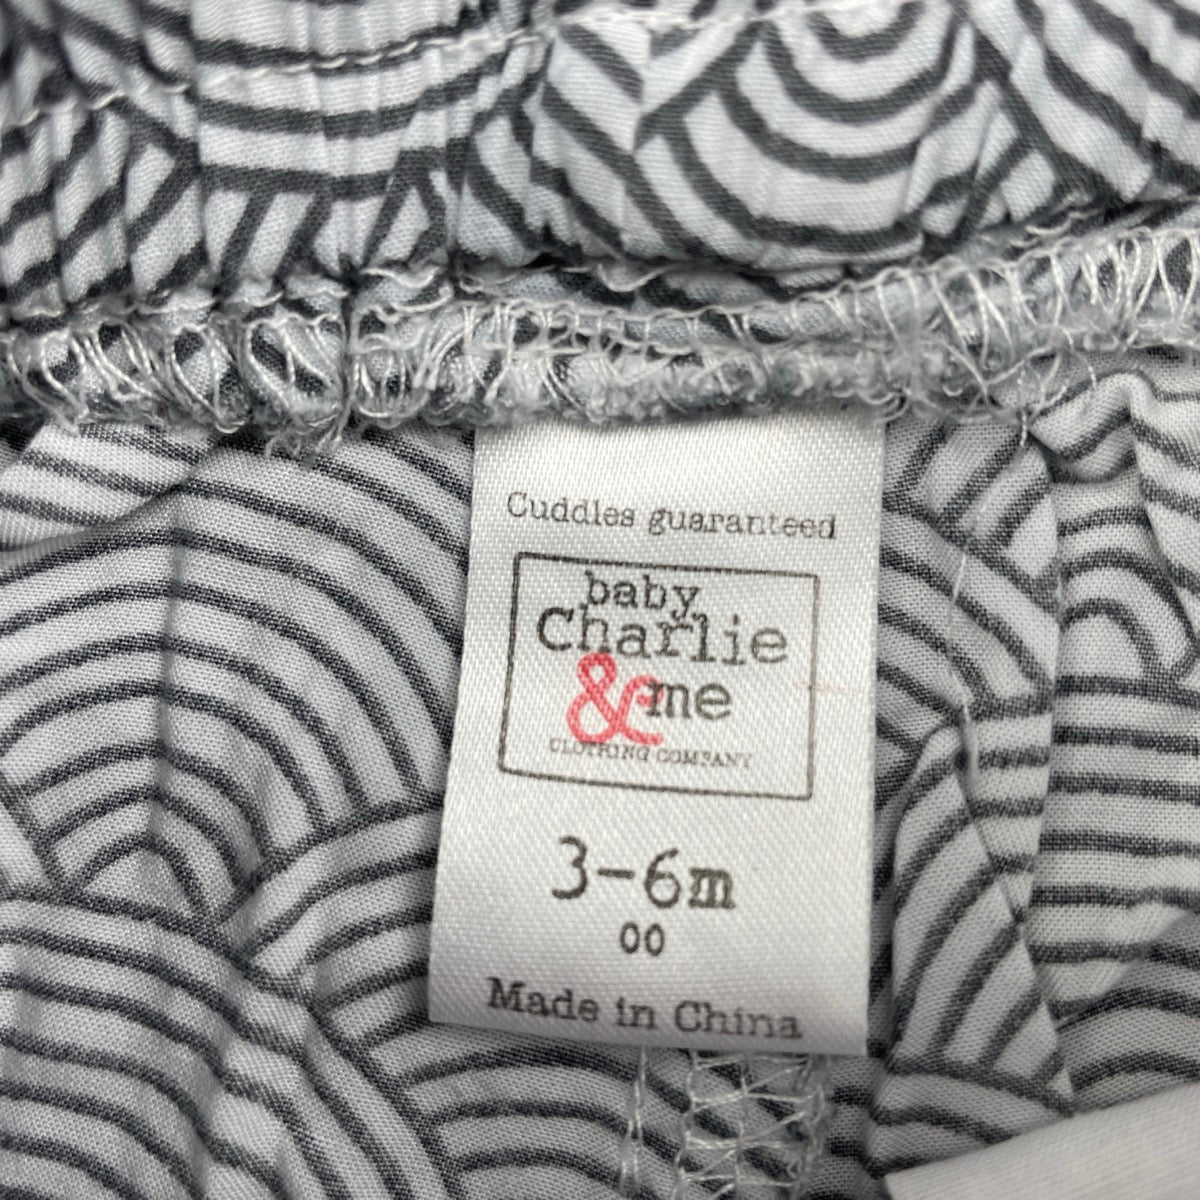 Cuddles guaranteed
baby
Charlie
& me
CLOTHING COMPANY
3-6m
00
Made in China